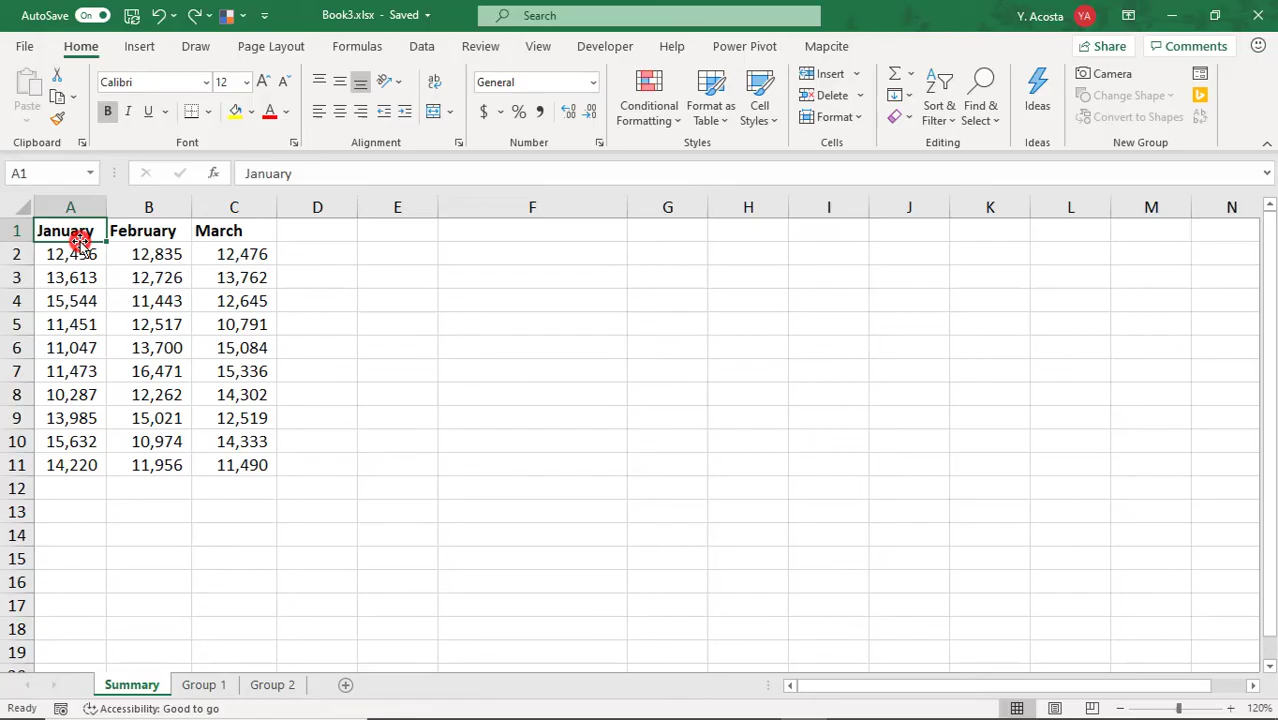 AutoSave On Book3.xlsx - Saved Search Y. Acosta YA
File Home Insert Draw Page Layout Formulas Data Review View Developer Help Power Pivot Mapcite Share Comments
Paste
Calibri 12
B I U A
General
$ % ,
Conditional Formatting
Format as Table
Cell Styles
Insert
Delete
Format
Sort & Filter
Find & Select
Ideas
Camera
Change Shape
Convert to Shapes
Clipboard Font Alignment Number Styles Cells Editing Ideas New Group
A1 fx January
A B C D E F G H I J K L M N
1 January February March
2 12,835 12,476
3 13,613 12,726 13,762
4 15,544 11,443 12,645
5 11,451 12,517 10,791
6 11,047 13,700 15,084
7 11,473 16,471 15,336
8 10,287 12,262 14,302
9 13,985 15,021 12,519
10 15,632 10,974 14,333
11 14,220 11,956 11,490
12
13
14
15
16
17
18
19
Summary Group 1 Group 2
Ready Accessibility: Good to go 120%